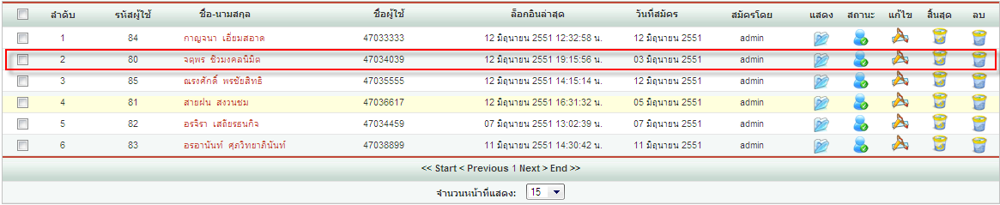 ลำดับ รหัสผู้ใช้ ชื่อ-นามสกุล ชื่อผู้ใช้ ล็อกอินล่าสุด วันที่สมัคร สมัครโดย แสดง สถานะ แก้ไข สิ้นสุด ลบ
1 84 กาญจนา เอี่ยมสอาด 47033333 12 มิถุนายน 2551 12:32:58 น. 12 มิถุนายน 2551 admin
2 80 จตุพร ชีวมงคลนิมิต 47034039 12 มิถุนายน 2551 19:15:56 น. 03 มิถุนายน 2551 admin
3 85 ณรงศักดิ์ พรชัยสิทธิ 47035555 12 มิถุนายน 2551 14:15:14 น. 12 มิถุนายน 2551 admin
4 81 สายฝน สงวนชม 47036617 12 มิถุนายน 2551 16:31:32 น. 05 มิถุนายน 2551 admin
5 82 อรจิรา เสถียรธนกิจ 47034459 07 มิถุนายน 2551 13:02:39 น. 07 มิถุนายน 2551 admin
6 83 อรอานันท์ ศุภวิทยาภินันท์ 47038899 11 มิถุนายน 2551 14:30:42 น. 11 มิถุนายน 2551 admin
<< Start < Previous 1 Next > End >>
จำนวนหน้าที่แสดง: 15